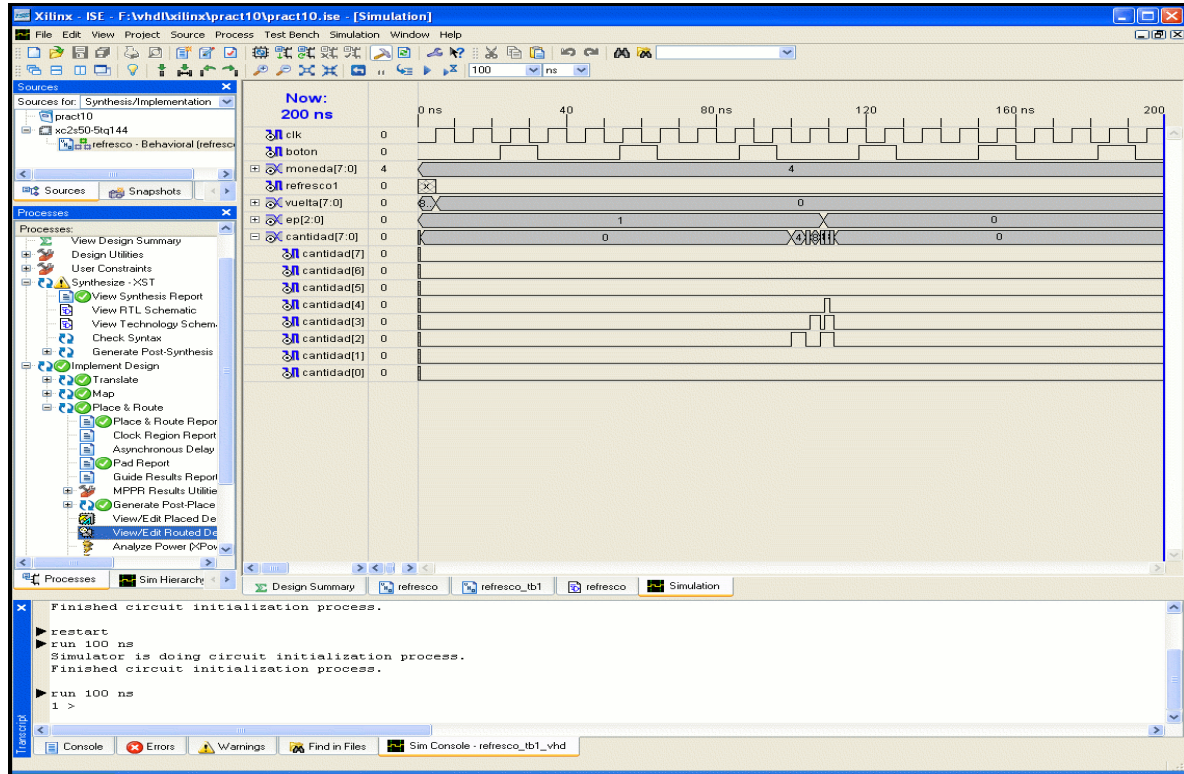 Xilinx - ISE - F:\vhdl\xilinx\pract10\pract10.ise - [Simulation]
File Edit View Project Source Process Test Bench Simulation Window Help
100 ns
Sources
Sources for: Synthesis/Implementation
pract10
xc2s50-5tq144
refresco - Behavioral (refresc
Sources Snapshots
Processes
Processes:
View Design Summary
Design Utilities
User Constraints
Synthesize - XST
View Synthesis Report
View RTL Schematic
View Technology Schem
Check Syntax
Generate Post-Synthesis
Implement Design
Translate
Map
Place & Route
Place & Route Repor
Clock Region Report
Asynchronous Delay
Pad Report
Guide Results Report
MPPR Results Utilitie
Generate Post-Place
View/Edit Placed De
View/Edit Routed De
Analyze Power (XPow
Processes Sim Hierarchy
Now:
200 ns
0 ns 40 80 ns 120 160 ns 200
clk 0
boton 0
moneda[7:0] 4 4
refresco1 0 X
vuelta[7:0] 0 8... 0
ep[2:0] 0 1 0
cantidad[7:0] 0 0 4 0
cantidad[7] 0
cantidad[6] 0
cantidad[5] 0
cantidad[4] 0
cantidad[3] 0
cantidad[2] 0
cantidad[1] 0
cantidad[0] 0
Design Summary refresco refresco_tb1 refresco Simulation
Finished circuit initialization process.
restart
run 100 ns
Simulator is doing circuit initialization process.
Finished circuit initialization process.
run 100 ns
1 >
Transcript
Console Errors Warnings Find in Files Sim Console - refresco_tb1_vhd